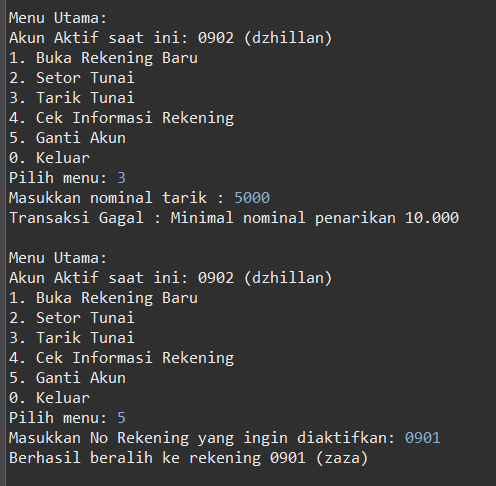 Menu Utama:
Akun Aktif saat ini: 0902 (dzhillan)
1. Buka Rekening Baru
2. Setor Tunai
3. Tarik Tunai
4. Cek Informasi Rekening
5. Ganti Akun
0. Keluar
Pilih menu: 3
Masukkan nominal tarik : 5000
Transaksi Gagal : Minimal nominal penarikan 10.000

Menu Utama:
Akun Aktif saat ini: 0902 (dzhillan)
1. Buka Rekening Baru
2. Setor Tunai
3. Tarik Tunai
4. Cek Informasi Rekening
5. Ganti Akun
0. Keluar
Pilih menu: 5
Masukkan No Rekening yang ingin diaktifkan: 0901
Berhasil beralih ke rekening 0901 (zaza)